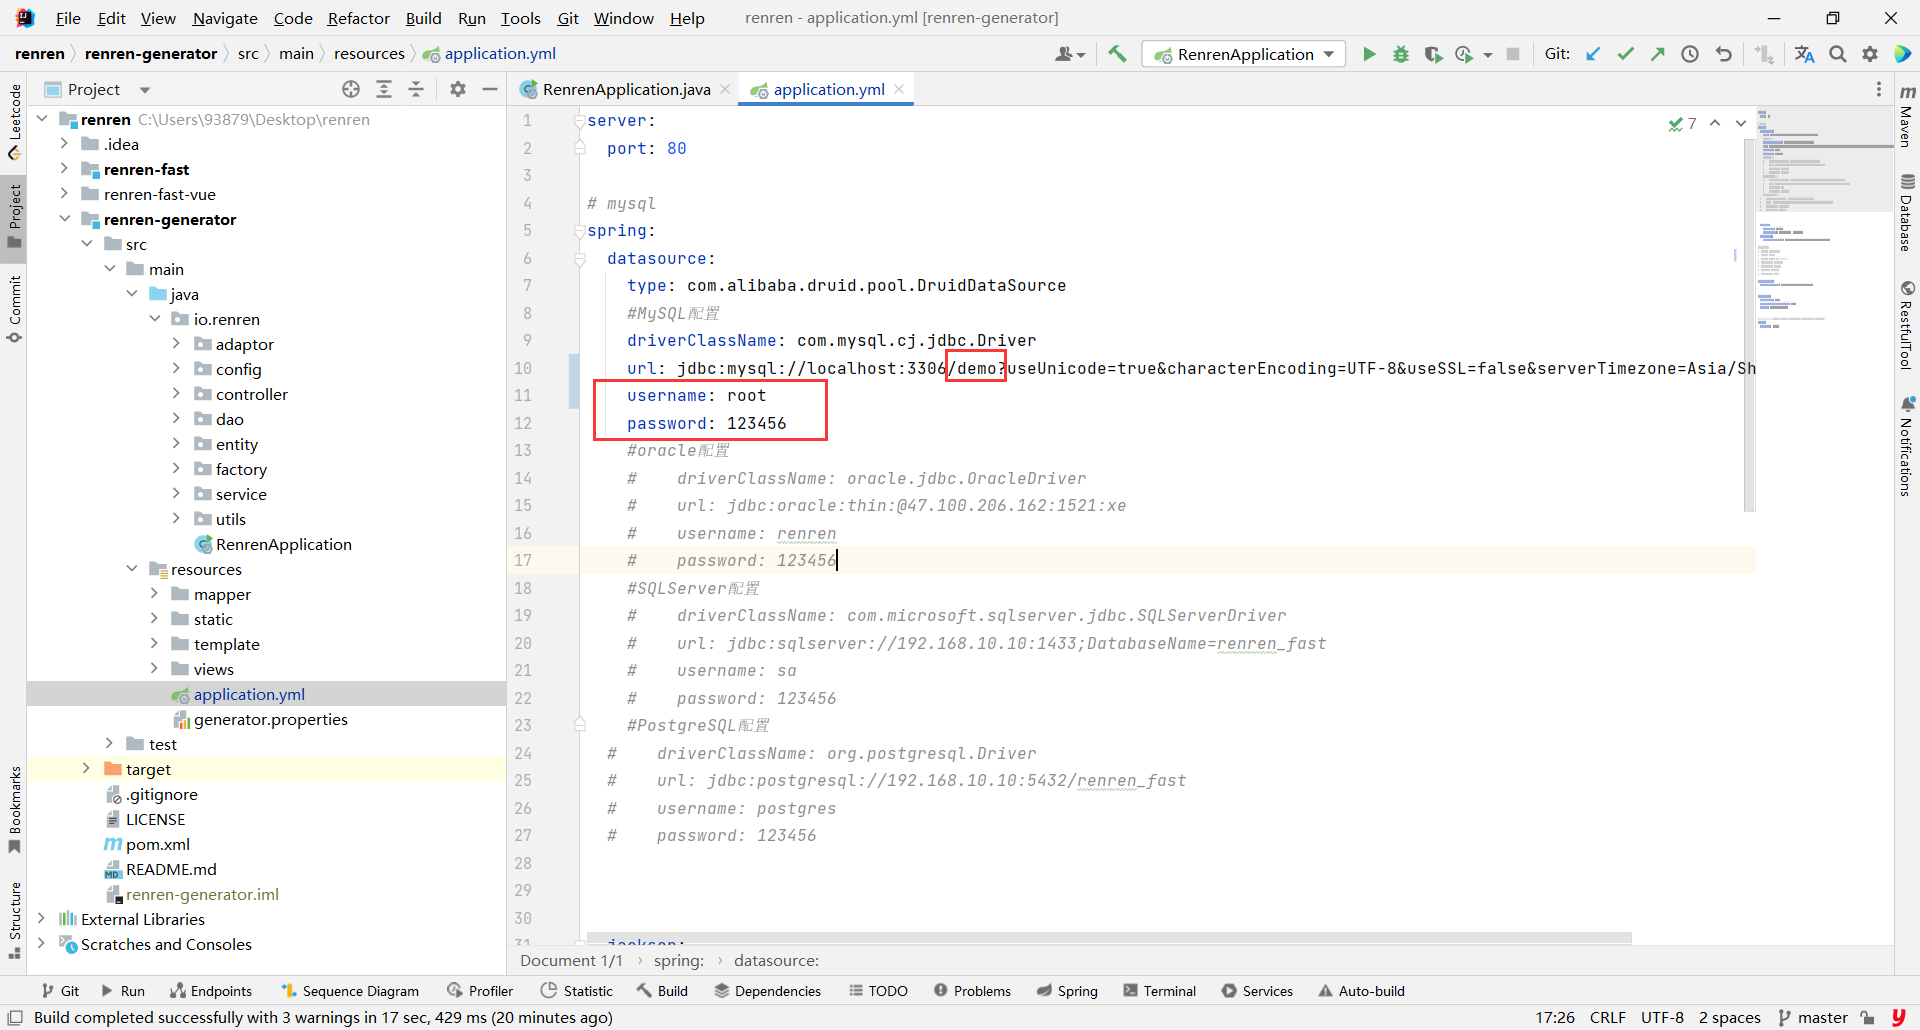 File Edit View Navigate Code Refactor Build Run Tools Git Window Help renren - application.yml [renren-generator]
renren renren-generator src main resources application.yml RenrenApplication Git:
Project RenrenApplication.java application.yml
Leetcode
Project
Commit
Bookmarks
Structure
renren C:\Users\93879\Desktop\renren
.idea
renren-fast
renren-fast-vue
renren-generator
src
main
java
io.renren
adaptor
config
controller
dao
entity
factory
service
utils
RenrenApplication
resources
mapper
static
template
views
application.yml
generator.properties
test
target
.gitignore
LICENSE
pom.xml
README.md
renren-generator.iml
External Libraries
Scratches and Consoles
7
1 server:
2 port: 80
3
4 # mysql
5 spring:
6 datasource:
7 type: com.alibaba.druid.pool.DruidDataSource
8 #MySQL配置
9 driverClassName: com.mysql.cj.jdbc.Driver
10 url: jdbc:mysql://localhost:3306/demo?useUnicode=true&characterEncoding=UTF-8&useSSL=false&serverTimezone=Asia/Sh
11 username: root
12 password: 123456
13 #oracle配置
14 # driverClassName: oracle.jdbc.OracleDriver
15 # url: jdbc:oracle:thin:@47.100.206.162:1521:xe
16 # username: renren
17 # password: 123456
18 #SQLServer配置
19 # driverClassName: com.microsoft.sqlserver.jdbc.SQLServerDriver
20 # url: jdbc:sqlserver://192.168.10.10:1433;DatabaseName=renren_fast
21 # username: sa
22 # password: 123456
23 #PostgreSQL配置
24 # driverClassName: org.postgresql.Driver
25 # url: jdbc:postgresql://192.168.10.10:5432/renren_fast
26 # username: postgres
27 # password: 123456
28
29
30
31 jackson:
Maven
Database
RestfulTool
Notifications
Document 1/1 spring: datasource:
Git Run Endpoints Sequence Diagram Profiler Statistic Build Dependencies TODO Problems Spring Terminal Services Auto-build
Build completed successfully with 3 warnings in 17 sec, 429 ms (20 minutes ago) 17:26 CRLF UTF-8 2 spaces master